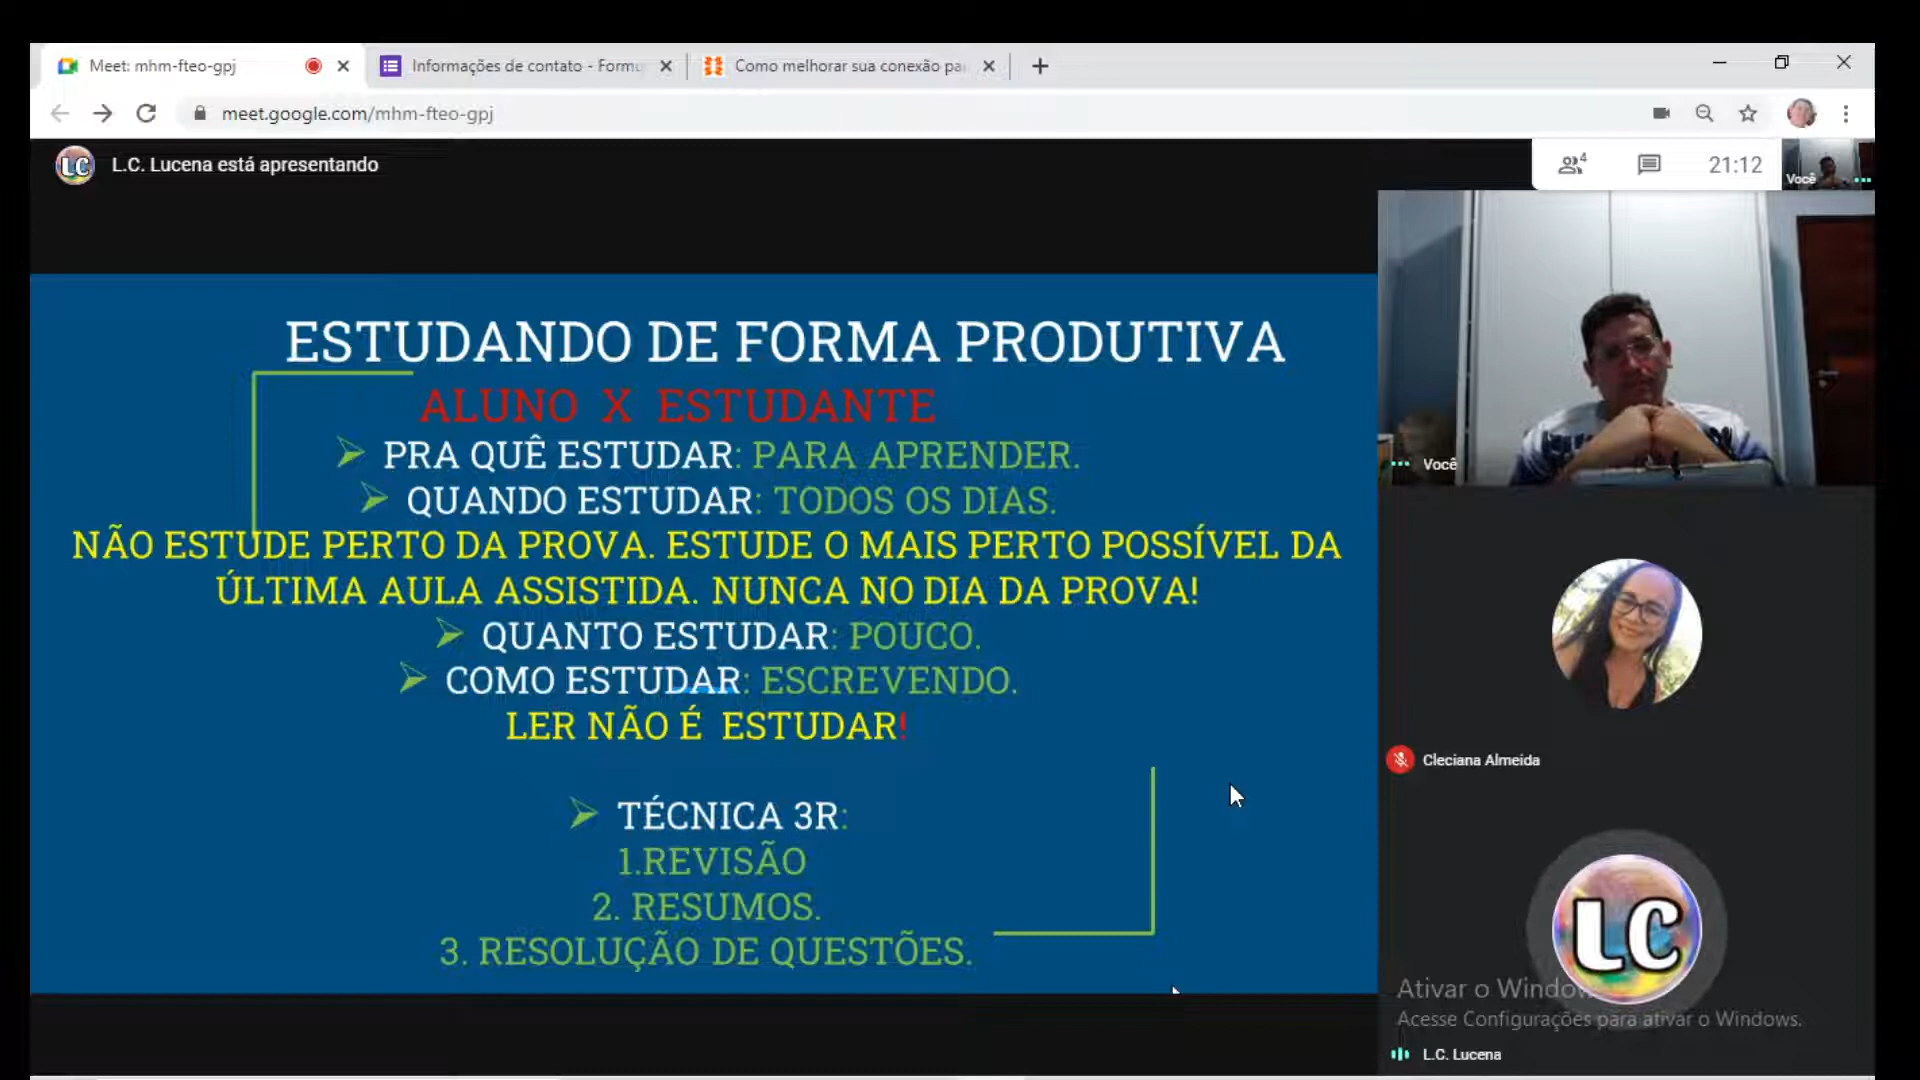 Meet: mhm-fteo-gpj
Informações de contato - Formu
Como melhorar sua conexão pa
meet.google.com/mhm-fteo-gpj
LC L.C. Lucena está apresentando
4
21:12
Você
ESTUDANDO DE FORMA PRODUTIVA
ALUNO X ESTUDANTE
PRA QUÊ ESTUDAR: PARA APRENDER.
QUANDO ESTUDAR: TODOS OS DIAS.
NÃO ESTUDE PERTO DA PROVA. ESTUDE O MAIS PERTO POSSÍVEL DA
ÚLTIMA AULA ASSISTIDA. NUNCA NO DIA DA PROVA!
QUANTO ESTUDAR: POUCO.
COMO ESTUDAR: ESCREVENDO.
LER NÃO É ESTUDAR!
TÉCNICA 3R:
1.REVISÃO
2. RESUMOS.
3. RESOLUÇÃO DE QUESTÕES.
Você
Cleciana Almeida
LC
Ativar o Windows
Acesse Configurações para ativar o Windows.
L.C. Lucena